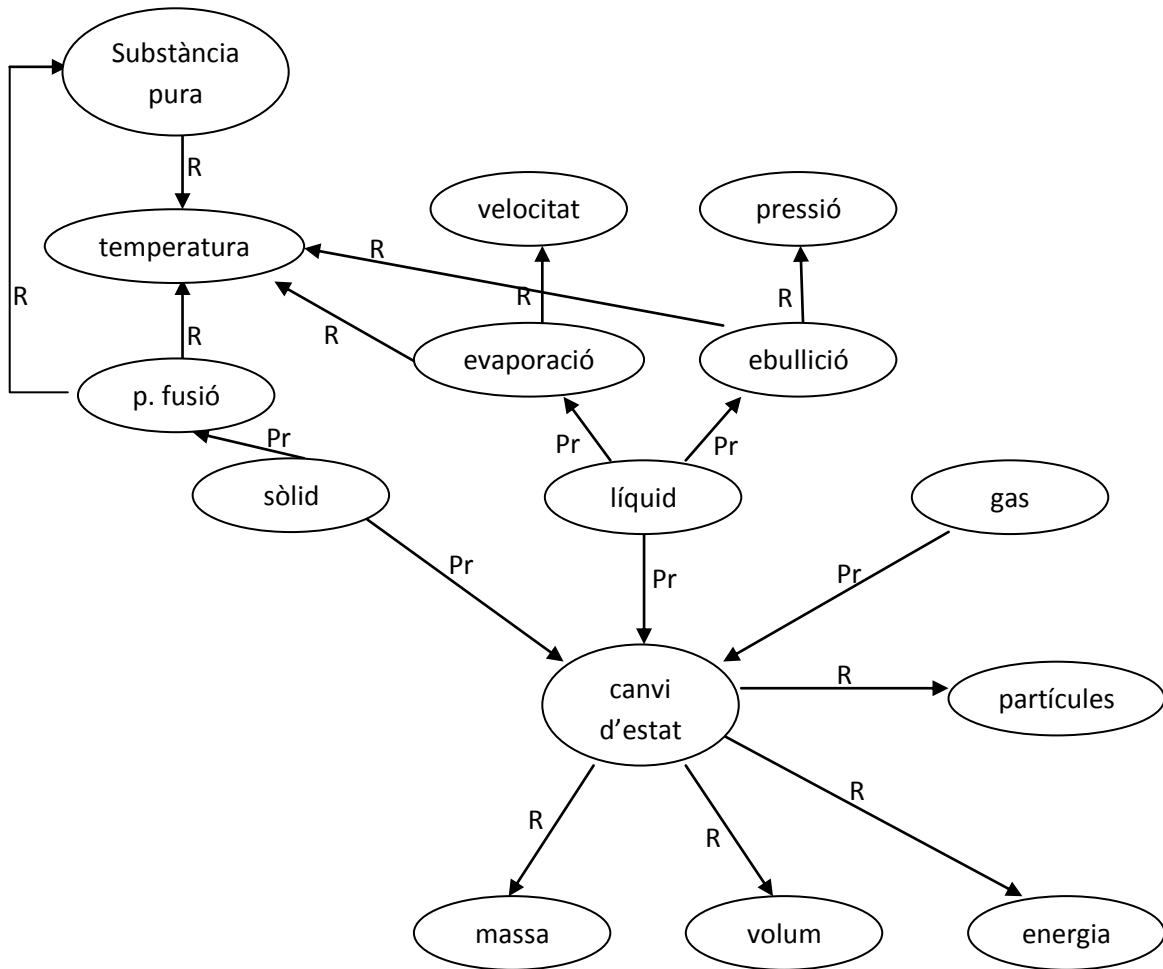 Substància
pura
R
velocitat
pressió
temperatura
R
R
R
R
R
R
evaporació
ebullició
p. fusió
Pr
Pr
Pr
sòlid
líquid
gas
Pr
Pr
Pr
canvi
d’estat
R
partícules
R
R
R
massa
volum
energia